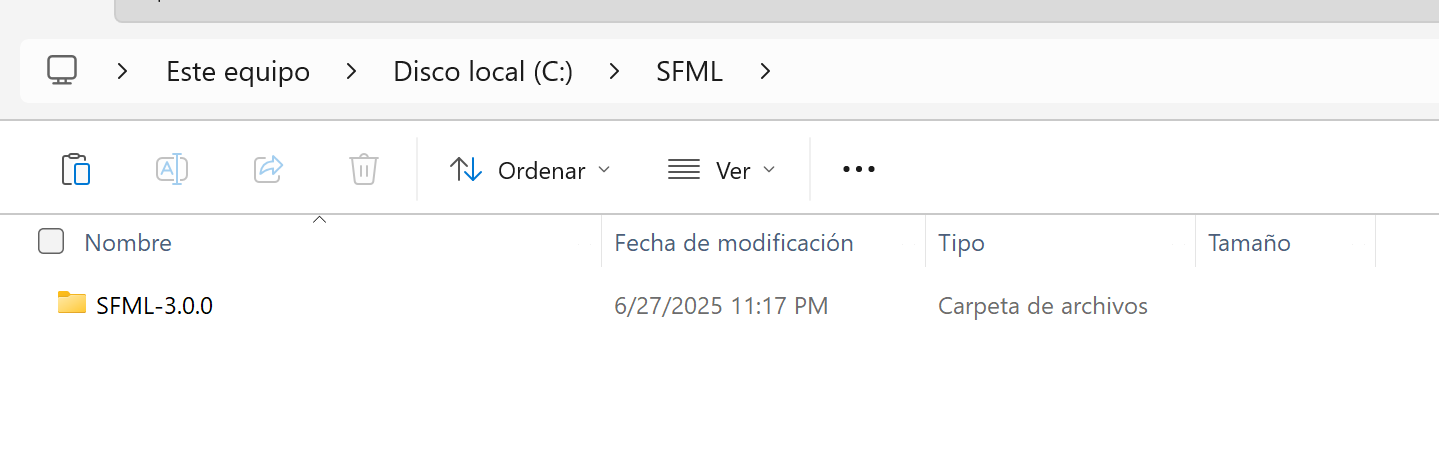 Este equipo > Disco local (C:) > SFML >
Ordenar Ver
Nombre Fecha de modificación Tipo Tamaño
SFML-3.0.0 6/27/2025 11:17 PM Carpeta de archivos